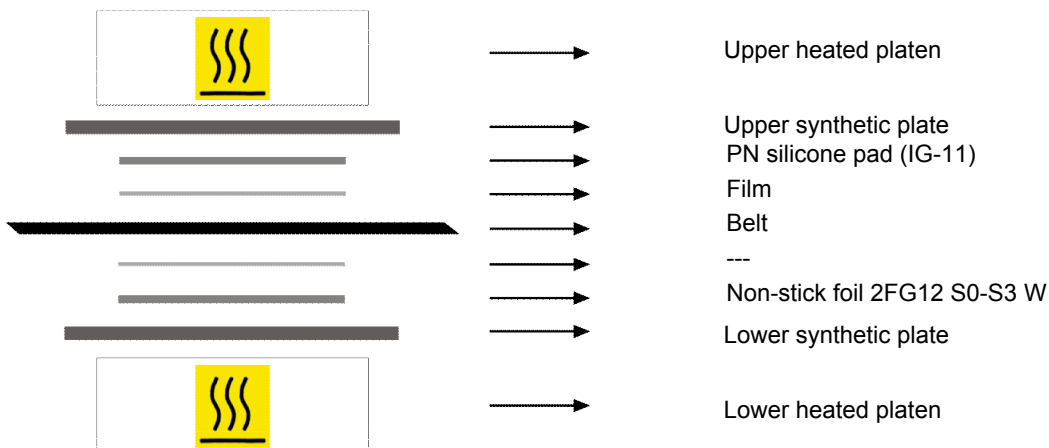 Upper heated platen
Upper synthetic plate
PN silicone pad (IG-11)
Film
Belt
---
Non-stick foil 2FG12 S0-S3 W
Lower synthetic plate
Lower heated platen